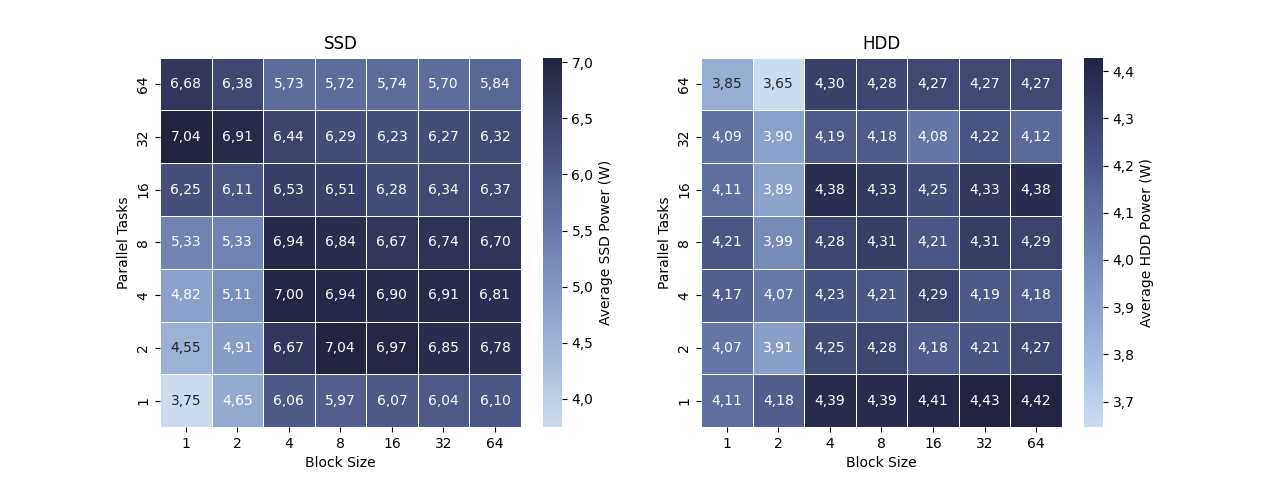 SSD
64 6,68 6,38 5,73 5,72 5,74 5,70 5,84
32 7,04 6,91 6,44 6,29 6,23 6,27 6,32
16 6,25 6,11 6,53 6,51 6,28 6,34 6,37
8 5,33 5,33 6,94 6,84 6,67 6,74 6,70
4 4,82 5,11 7,00 6,94 6,90 6,91 6,81
2 4,55 4,91 6,67 7,04 6,97 6,85 6,78
1 3,75 4,65 6,06 5,97 6,07 6,04 6,10
1 2 4 8 16 32 64
Block Size
Parallel Tasks
7,0
6,5
6,0
5,5
5,0
4,5
4,0
Average SSD Power (W)
HDD
64 3,85 3,65 4,30 4,28 4,27 4,27 4,27
32 4,09 3,90 4,19 4,18 4,08 4,22 4,12
16 4,11 3,89 4,38 4,33 4,25 4,33 4,38
8 4,21 3,99 4,28 4,31 4,21 4,31 4,29
4 4,17 4,07 4,23 4,21 4,29 4,19 4,18
2 4,07 3,91 4,25 4,28 4,18 4,21 4,27
1 4,11 4,18 4,39 4,39 4,41 4,43 4,42
1 2 4 8 16 32 64
Block Size
Parallel Tasks
4,4
4,3
4,2
4,1
4,0
3,9
3,8
3,7
Average HDD Power (W)